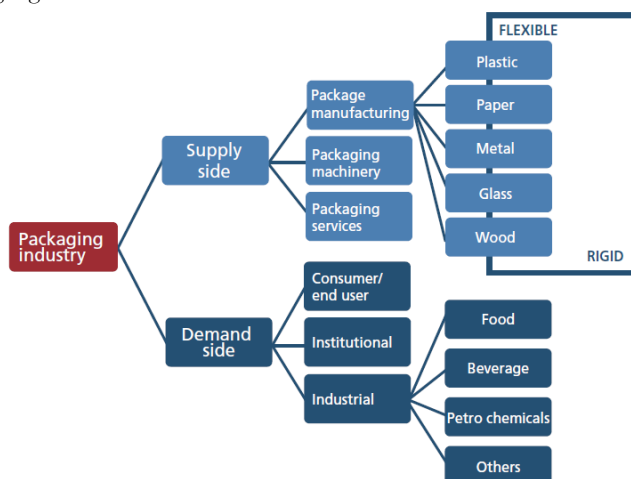 FLEXIBLE
Plastic
Package
manufacturing
Paper
Supply
side
Packaging
machinery
Metal
Packaging
services
Glass
Wood
Packaging
industry
RIGID
Consumer/
end user
Demand
side
Institutional
Industrial
Food
Beverage
Petro chemicals
Others